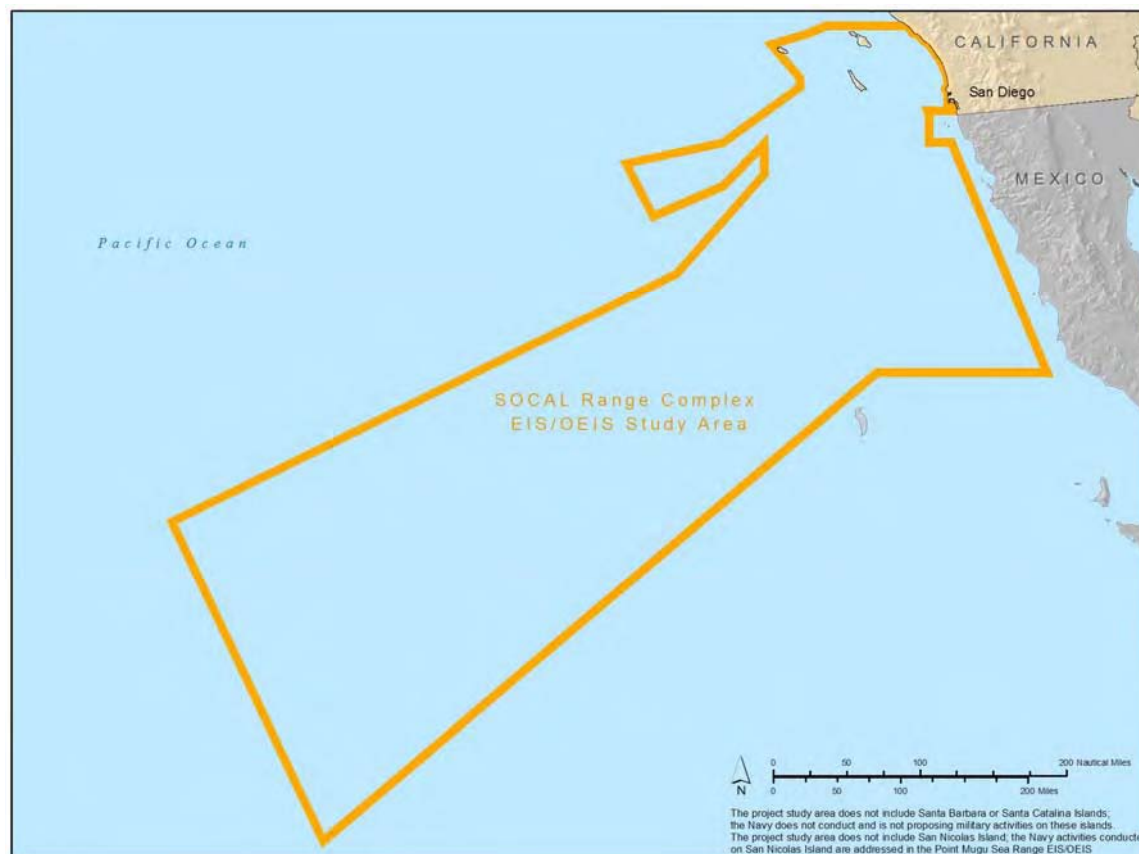 CALIFORNIA
San Diego
MEXICO
Pacific Ocean
SOCAL Range Complex
EIS/OEIS Study Area
0 50 100 200 Nautical Miles
N
0 50 100 200 Miles
The project study area does not include Santa Barbara or Santa Catalina Islands;
the Navy does not conduct and is not proposing military activities on these islands.
The project study area does not include San Nicolas Island; the Navy activities conducte
on San Nicolas Island are addressed in the Point Mugu Sea Range EIS/OEIS